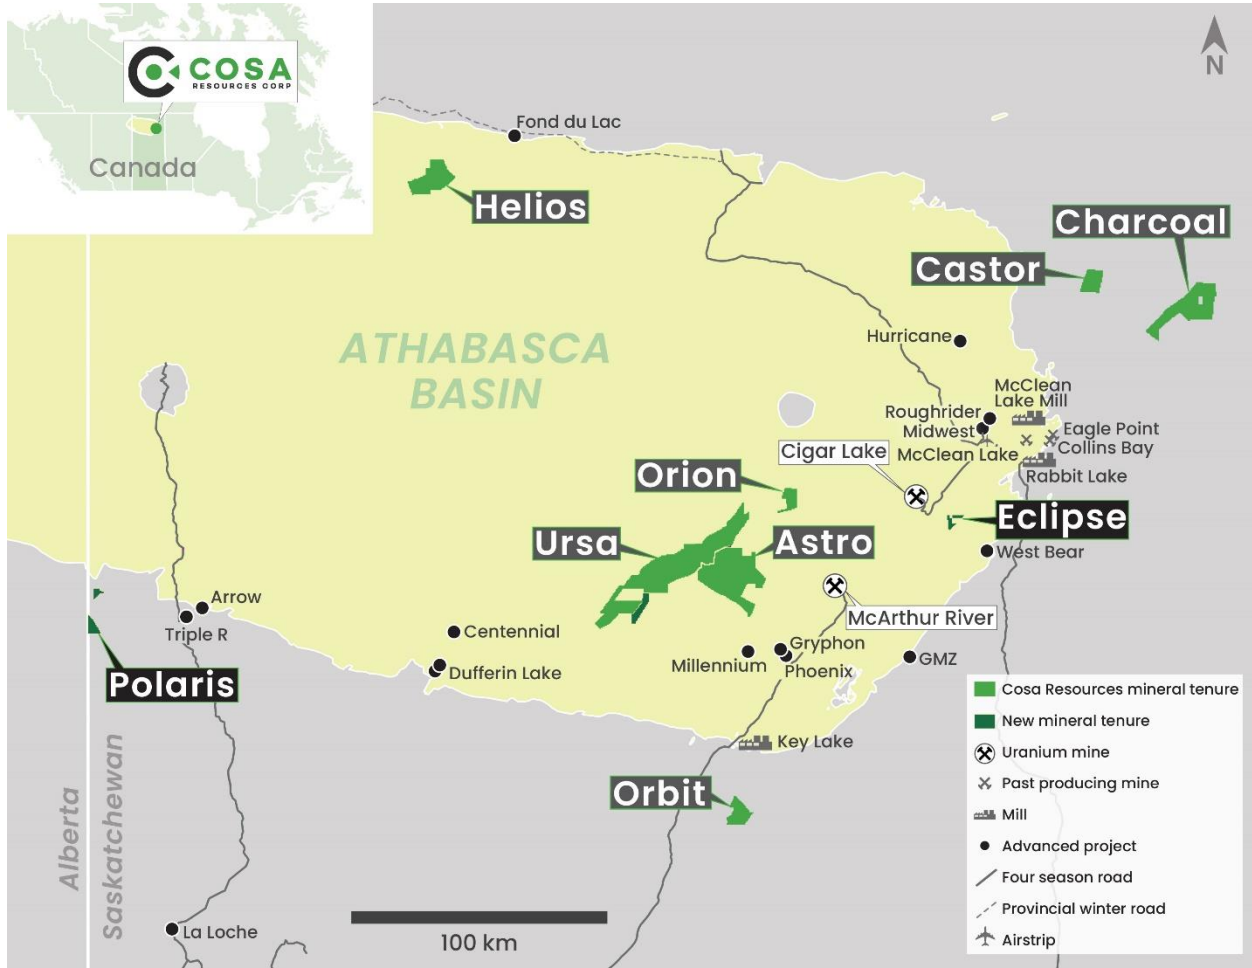 COSA
RESOURCES CORP
Canada
N
Fond du Lac
Helios
Charcoal
Castor
ATHABASCA
BASIN
Hurricane
McClean
Lake Mill
Roughrider
Midwest
Eagle Point
McClean Lake
Collins Bay
Cigar Lake
Rabbit Lake
Orion
Eclipse
Ursa
Astro
West Bear
Arrow
Triple R
McArthur River
Centennial
Gryphon
Millennium
Phoenix
GMZ
Dufferin Lake
Polaris
Key Lake
Orbit
Alberta
Saskatchewan
La Loche
100 km
Cosa Resources mineral tenure
New mineral tenure
Uranium mine
Past producing mine
Mill
Advanced project
Four season road
Provincial winter road
Airstrip